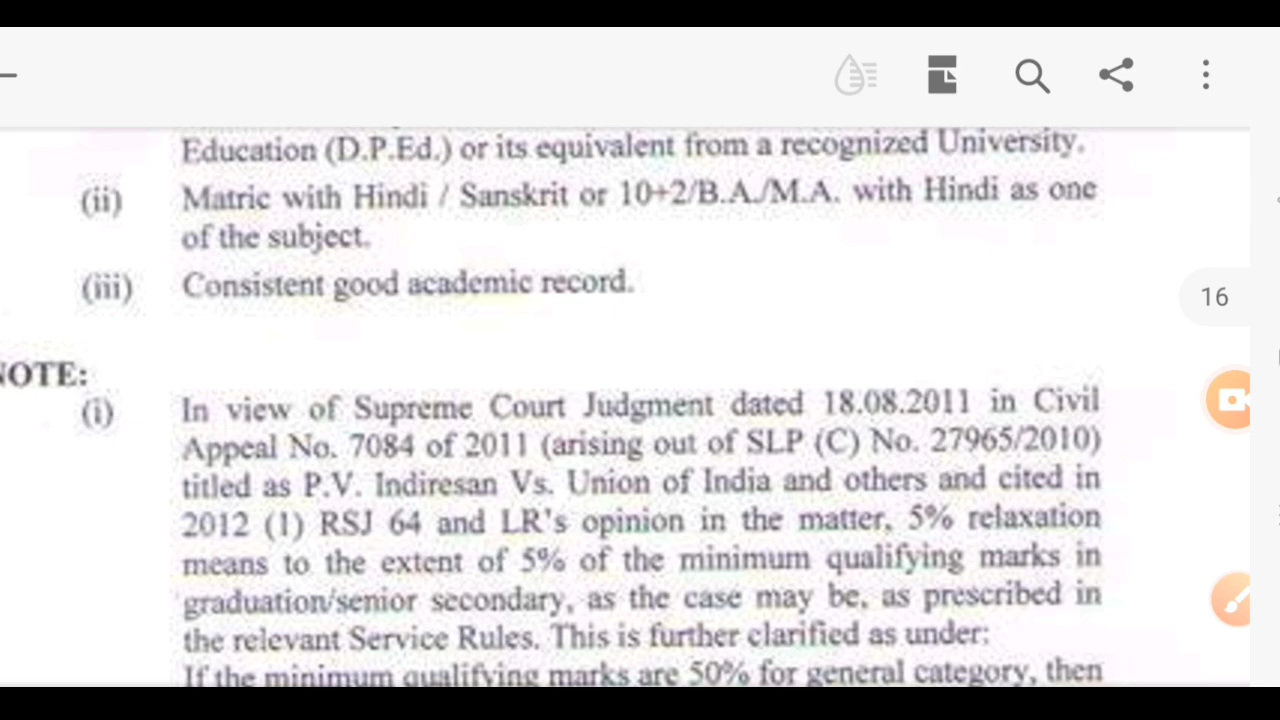 Education (D.P.Ed.) or its equivalent from a recognized University.
(ii) Matric with Hindi / Sanskrit or 10+2/B.A./M.A. with Hindi as one
of the subject.
(iii) Consistent good academic record.
16
NOTE:
(i) In view of Supreme Court Judgment dated 18.08.2011 in Civil
Appeal No. 7084 of 2011 (arising out of SLP (C) No. 27965/2010)
titled as P.V. Indiresan Vs. Union of India and others and cited in
2012 (1) RSJ 64 and LR's opinion in the matter, 5% relaxation
means to the extent of 5% of the minimum qualifying marks in
graduation/senior secondary, as the case may be, as prescribed in
the relevant Service Rules. This is further clarified as under:
If the minimum qualifying marks are 50% for general category, then